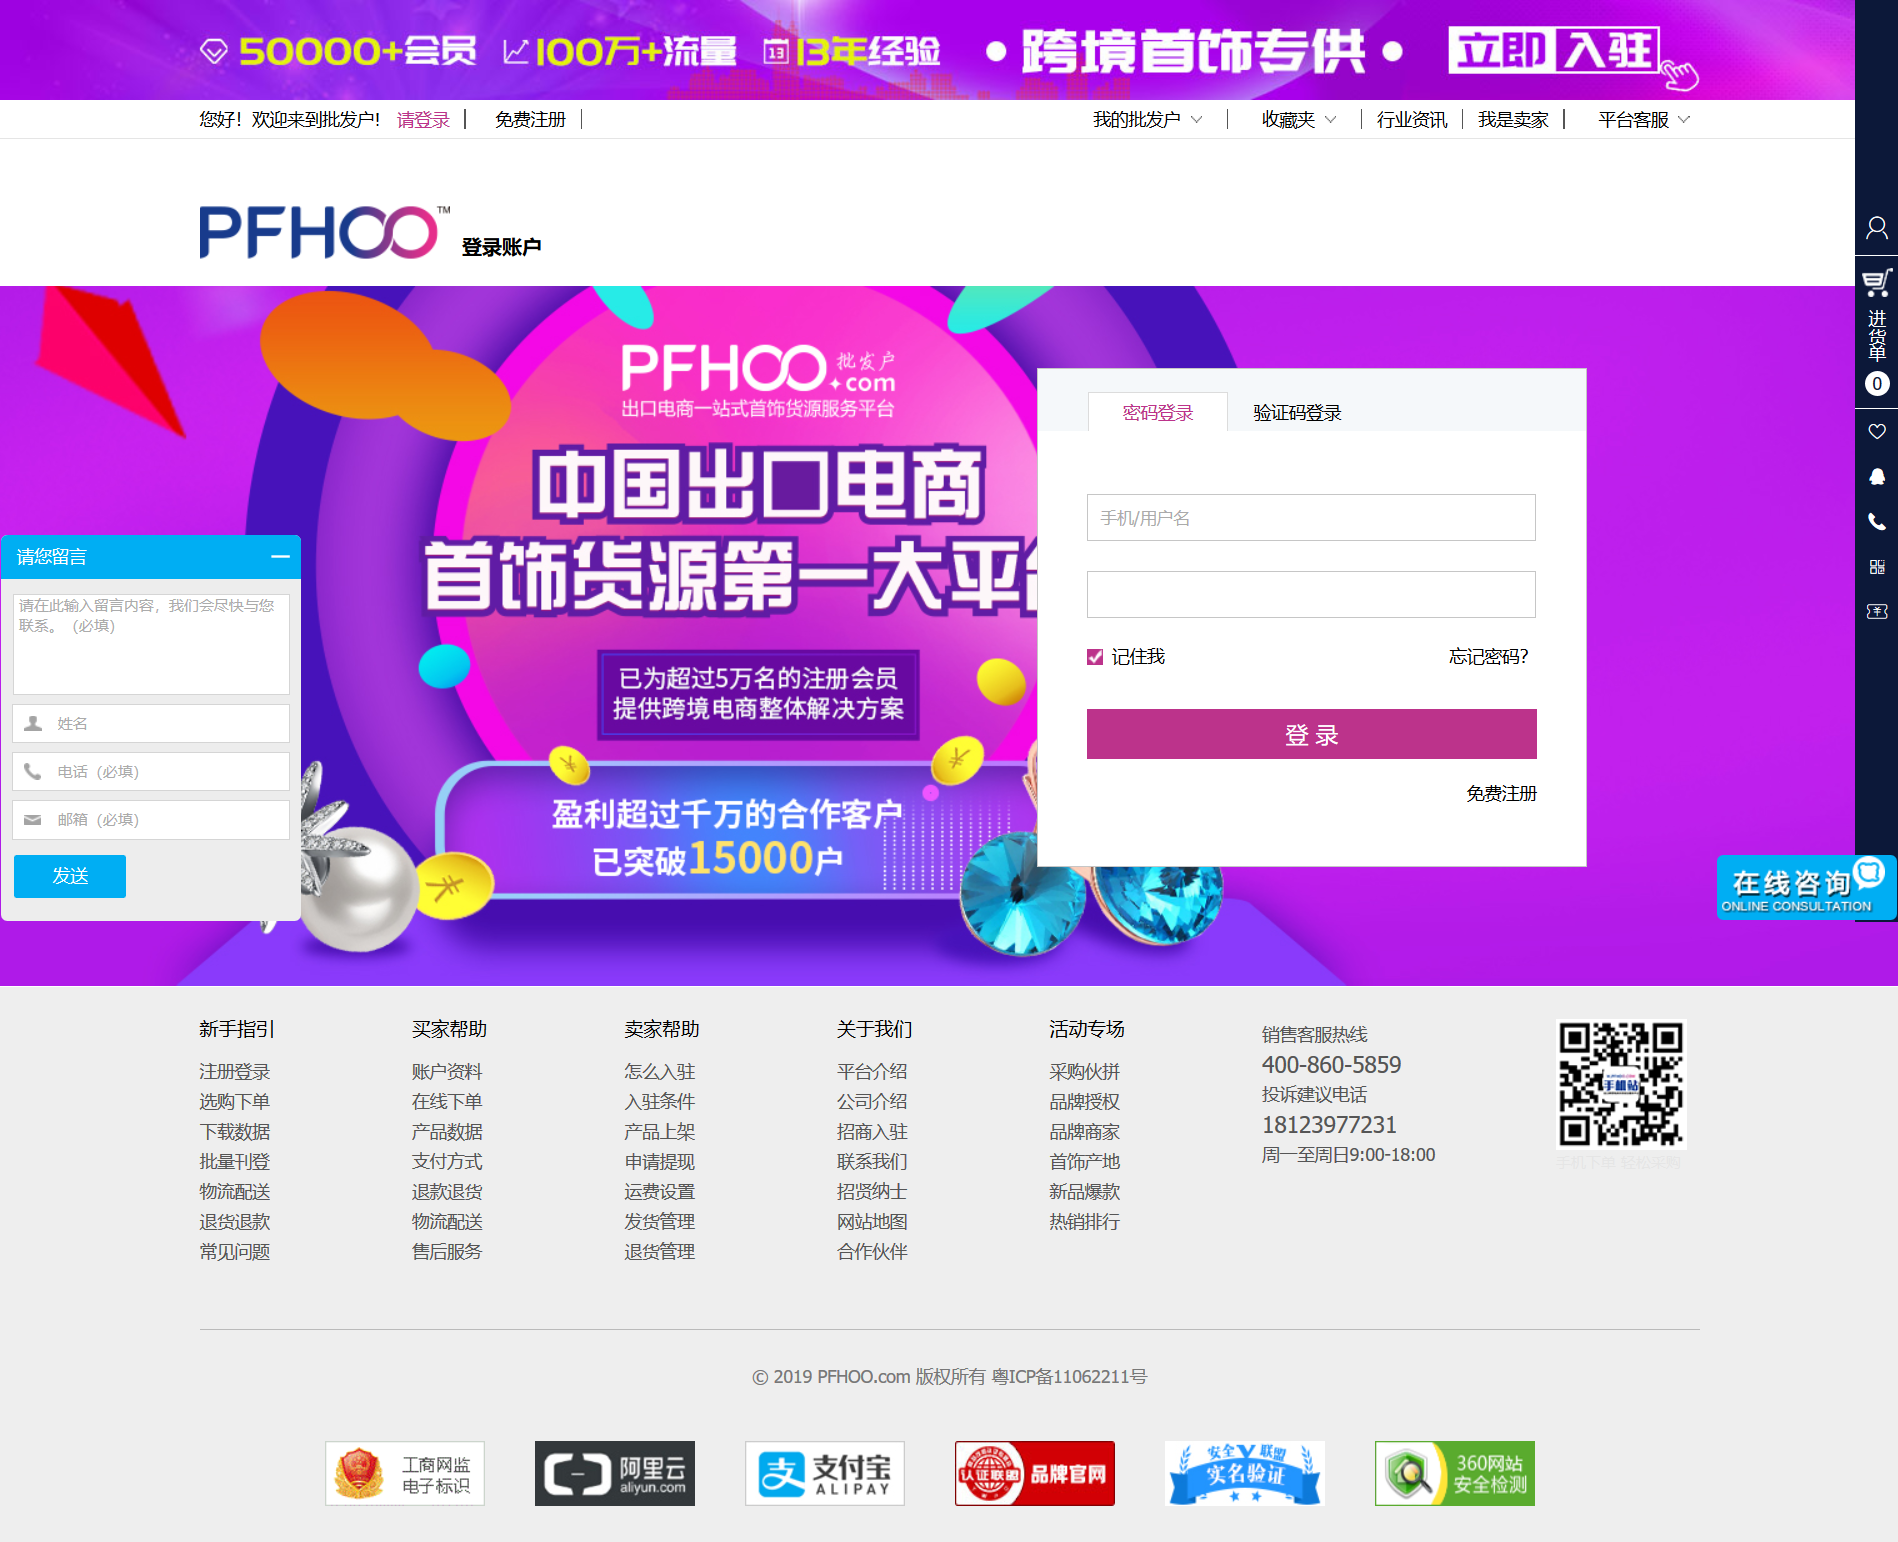 50000+会员 100万+流量 13 13年经验 跨境首饰专供 立即入驻
您好！欢迎来到批发户! 请登录 免费注册 我的批发户 收藏夹 行业资讯 我是卖家 平台客服
PFHOO™ 登录账户
进货单
0
PFHOO批发户.com
出口电商一站式首饰货源服务平台
中国出口电商
首饰货源第一大平台
已为超过5万名的注册会员
提供跨境电商整体解决方案
盈利超过千万的合作客户
已突破15000户
密码登录 验证码登录
手机/用户名
记住我 忘记密码?
登 录
免费注册
请您留言
请在此输入留言内容，我们会尽快与您
联系。（必填）
姓名
电话（必填）
邮箱（必填）
发送
在线咨询
ONLINE CONSULTATION
新手指引
注册登录
选购下单
下载数据
批量刊登
物流配送
退货退款
常见问题
买家帮助
账户资料
在线下单
产品数据
支付方式
退款退货
物流配送
售后服务
卖家帮助
怎么入驻
入驻条件
产品上架
申请提现
运费设置
发货管理
退货管理
关于我们
平台介绍
公司介绍
招商入驻
联系我们
招贤纳士
网站地图
合作伙伴
活动专场
采购伙拼
品牌授权
品牌商家
首饰产地
新品爆款
热销排行
销售客服热线
400-860-5859
投诉建议电话
18123977231
周一至周日9:00-18:00
手机站
手机下单 轻松采购
© 2019 PFHOO.com 版权所有 粤ICP备11062211号
工商网监
电子标识
阿里云
aliyun.com
支付宝
ALIPAY
认证联盟 品牌官网
安全联盟
实名验证
360网站
安全检测